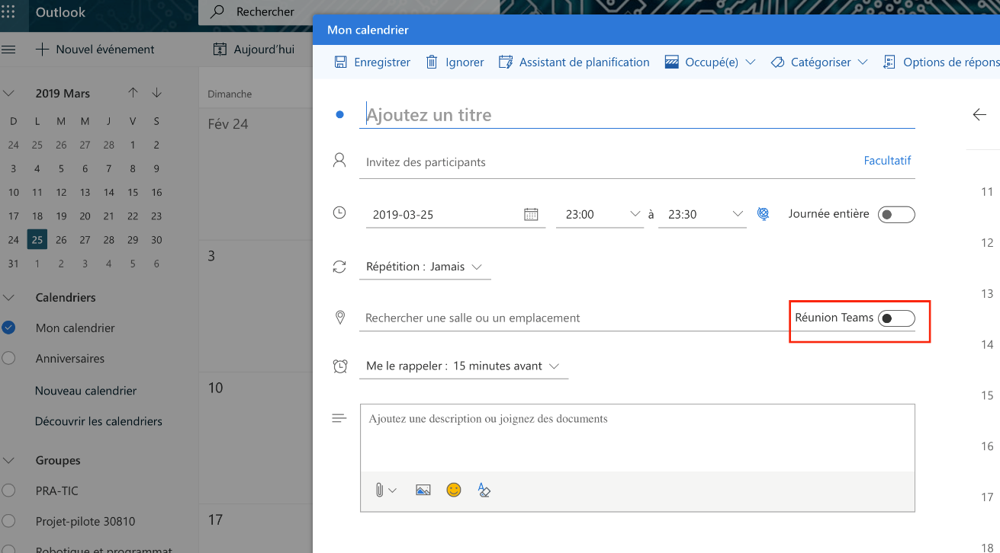 Outlook
Rechercher
Mon calendrier
Nouvel événement
Aujourd'hui
Enregistrer
Ignorer
Assistant de planification
Occupé(e)
Catégoriser
Options de répons
2019 Mars
D L M M J V S
24 25 26 27 28 1 2
3 4 5 6 7 8 9
10 11 12 13 14 15 16
17 18 19 20 21 22 23
24 25 26 27 28 29 30
31 1 2 3 4 5 6
Calendriers
Mon calendrier
Anniversaires
Nouveau calendrier
Découvrir les calendriers
Groupes
PRA-TIC
Projet-pilote 30810
Robotique et programmat
Dimanche
Fév 24
3
10
17
Ajoutez un titre
Invitez des participants
Facultatif
2019-03-25
23:00
à
23:30
Journée entière
Répétition : Jamais
Rechercher une salle ou un emplacement
Réunion Teams
Me le rappeler : 15 minutes avant
Ajoutez une description ou joignez des documents
11
12
13
14
15
16
17
18